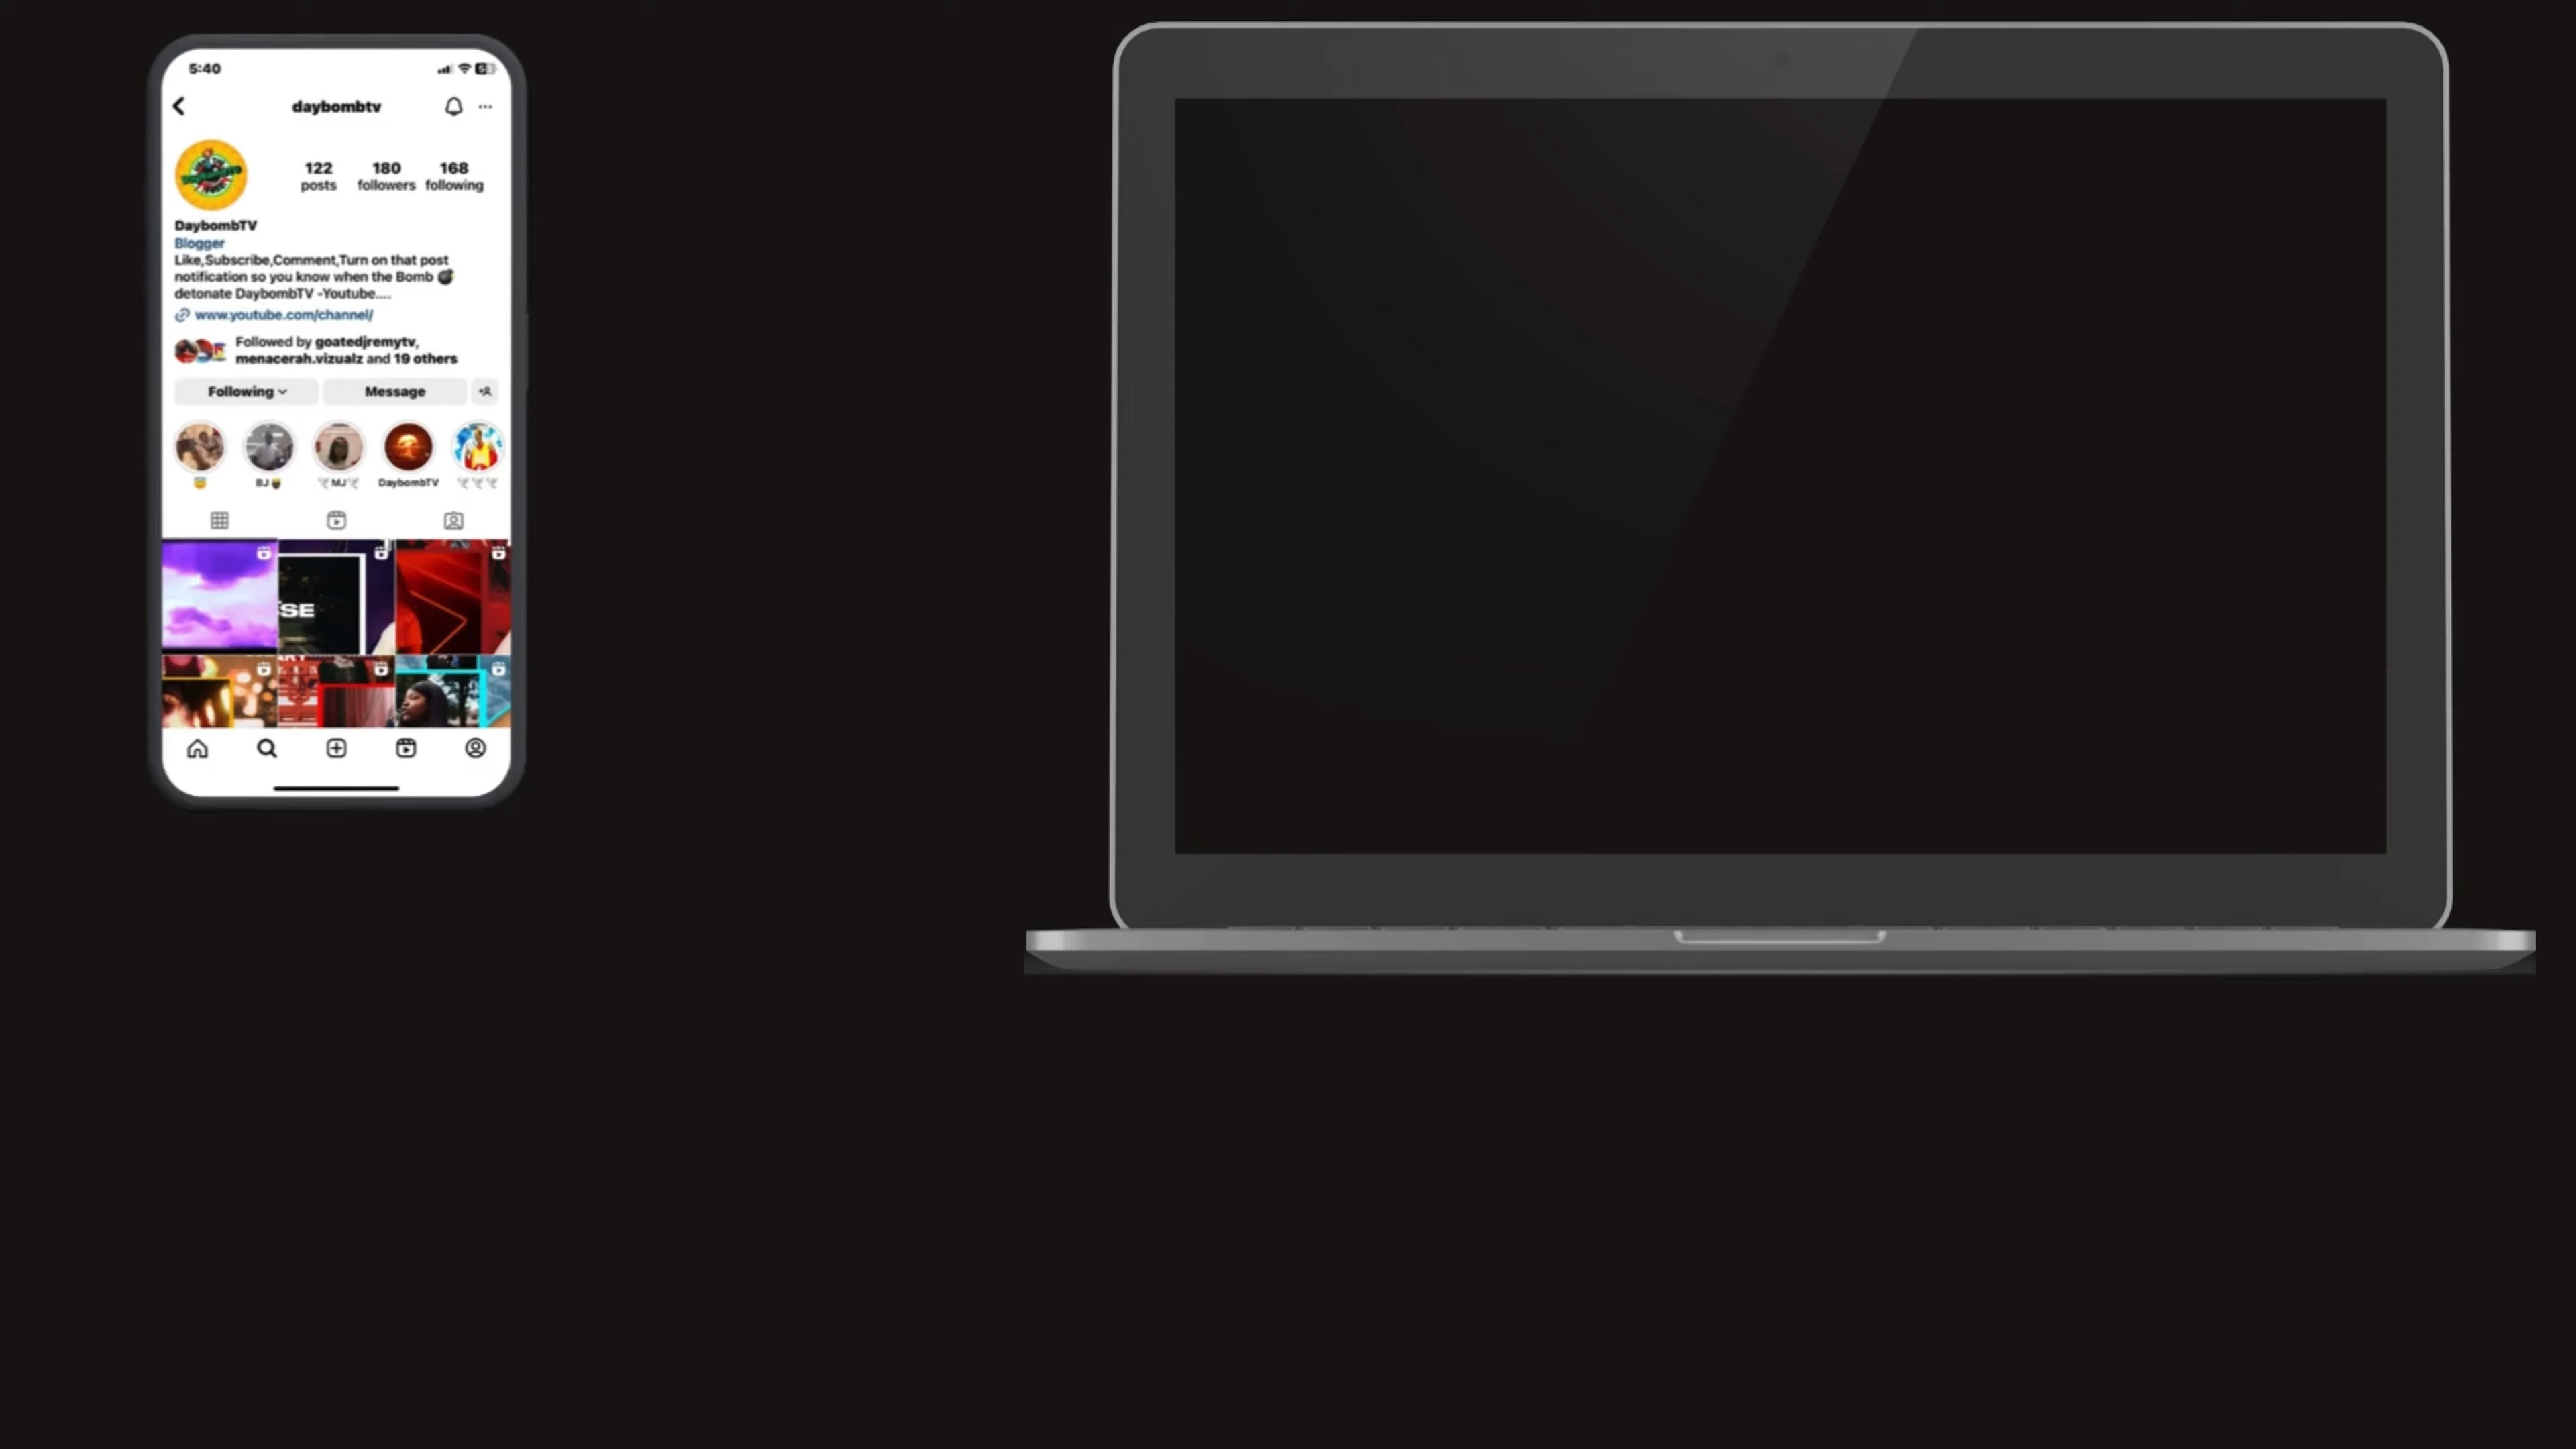 5:40
daybombtv
122 180 168
posts followers following
DaybombTV
Blogger
Like,Subscribe,Comment,Turn on that post
notification so you know when the Bomb 💣
detonate DaybombTV -Youtube....
www.youtube.com/channel/
Followed by goatedjremytv,
menacerah.vizualz and 19 others
Following Message
BJ MJ DaybombTV
SE